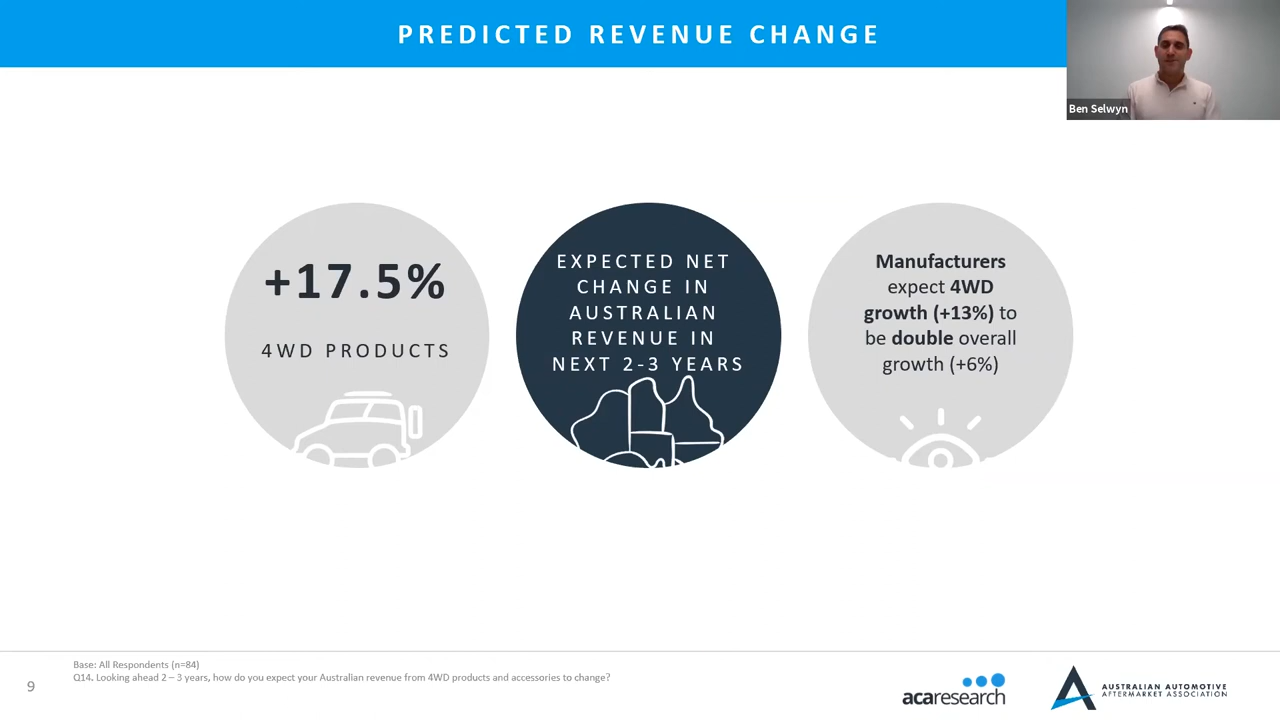 PREDICTED REVENUE CHANGE
Ben Selwyn
+17.5%
4WD PRODUCTS
EXPECTED NET
CHANGE IN
AUSTRALIAN
REVENUE IN
NEXT 2-3 YEARS
Manufacturers
expect 4WD
growth (+13%) to
be double overall
growth (+6%)
Base: All Respondents (n=84)
Q14. Looking ahead 2 – 3 years, how do you expect your Australian revenue from 4WD products and accessories to change?
9
acaresearch
AUSTRALIAN AUTOMOTIVE
AFTERMARKET ASSOCIATION